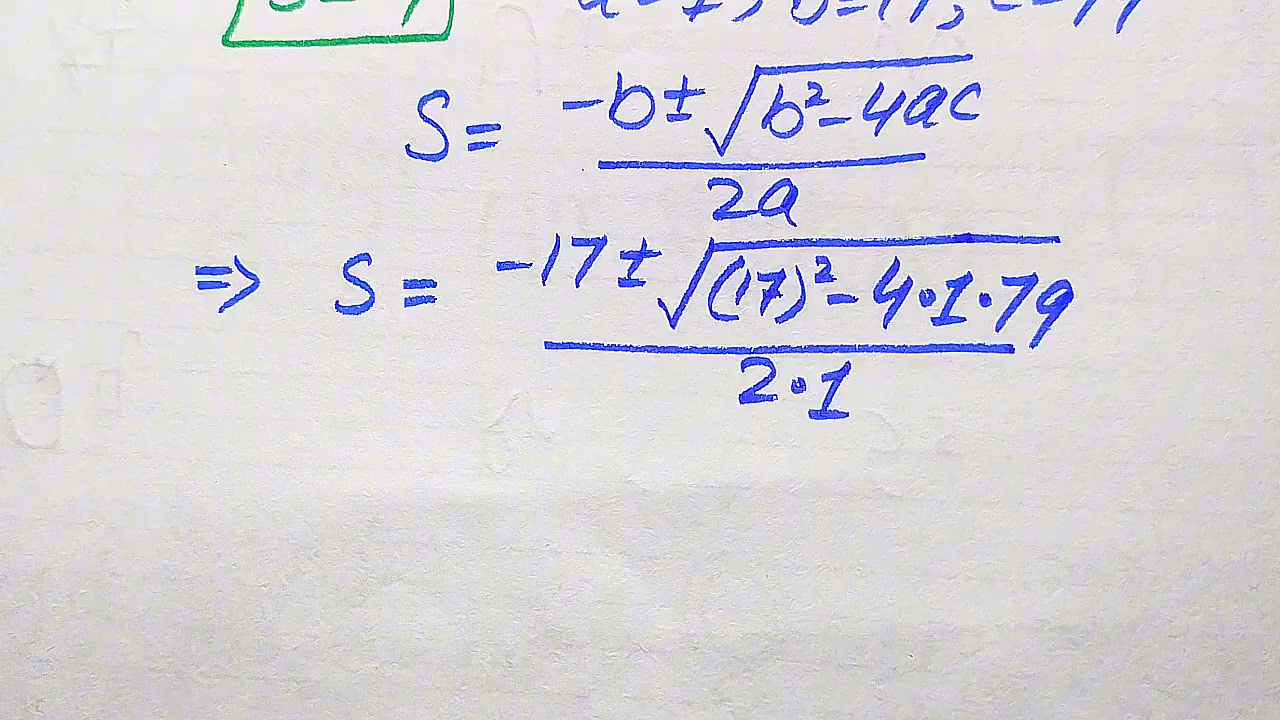 S = (-b ± √(b² - 4ac)) / 2a
⇒ S = (-17 ± √((17)² - 4·1·79)) / 2·1